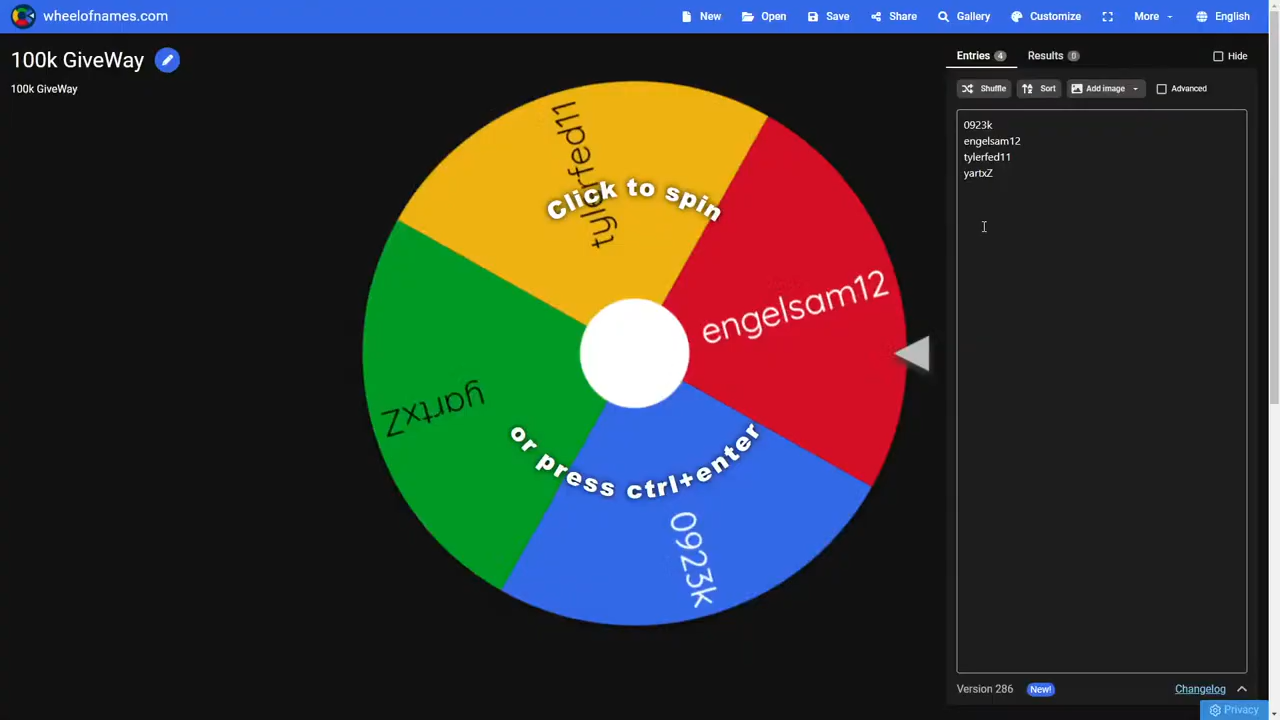 wheelofnames.com
New
Open
Save
Share
Gallery
Customize
More
English
100k GiveWay
100k GiveWay
Entries 4
Results 0
Hide
Shuffle
Sort
Add image
Advanced
0923k
engelsam12
tylerfed11
yartxZ
tylerfed11
Click to spin
engelsam12
yartxZ
or press ctrl+enter
0923k
Version 286
New!
Changelog
Privacy